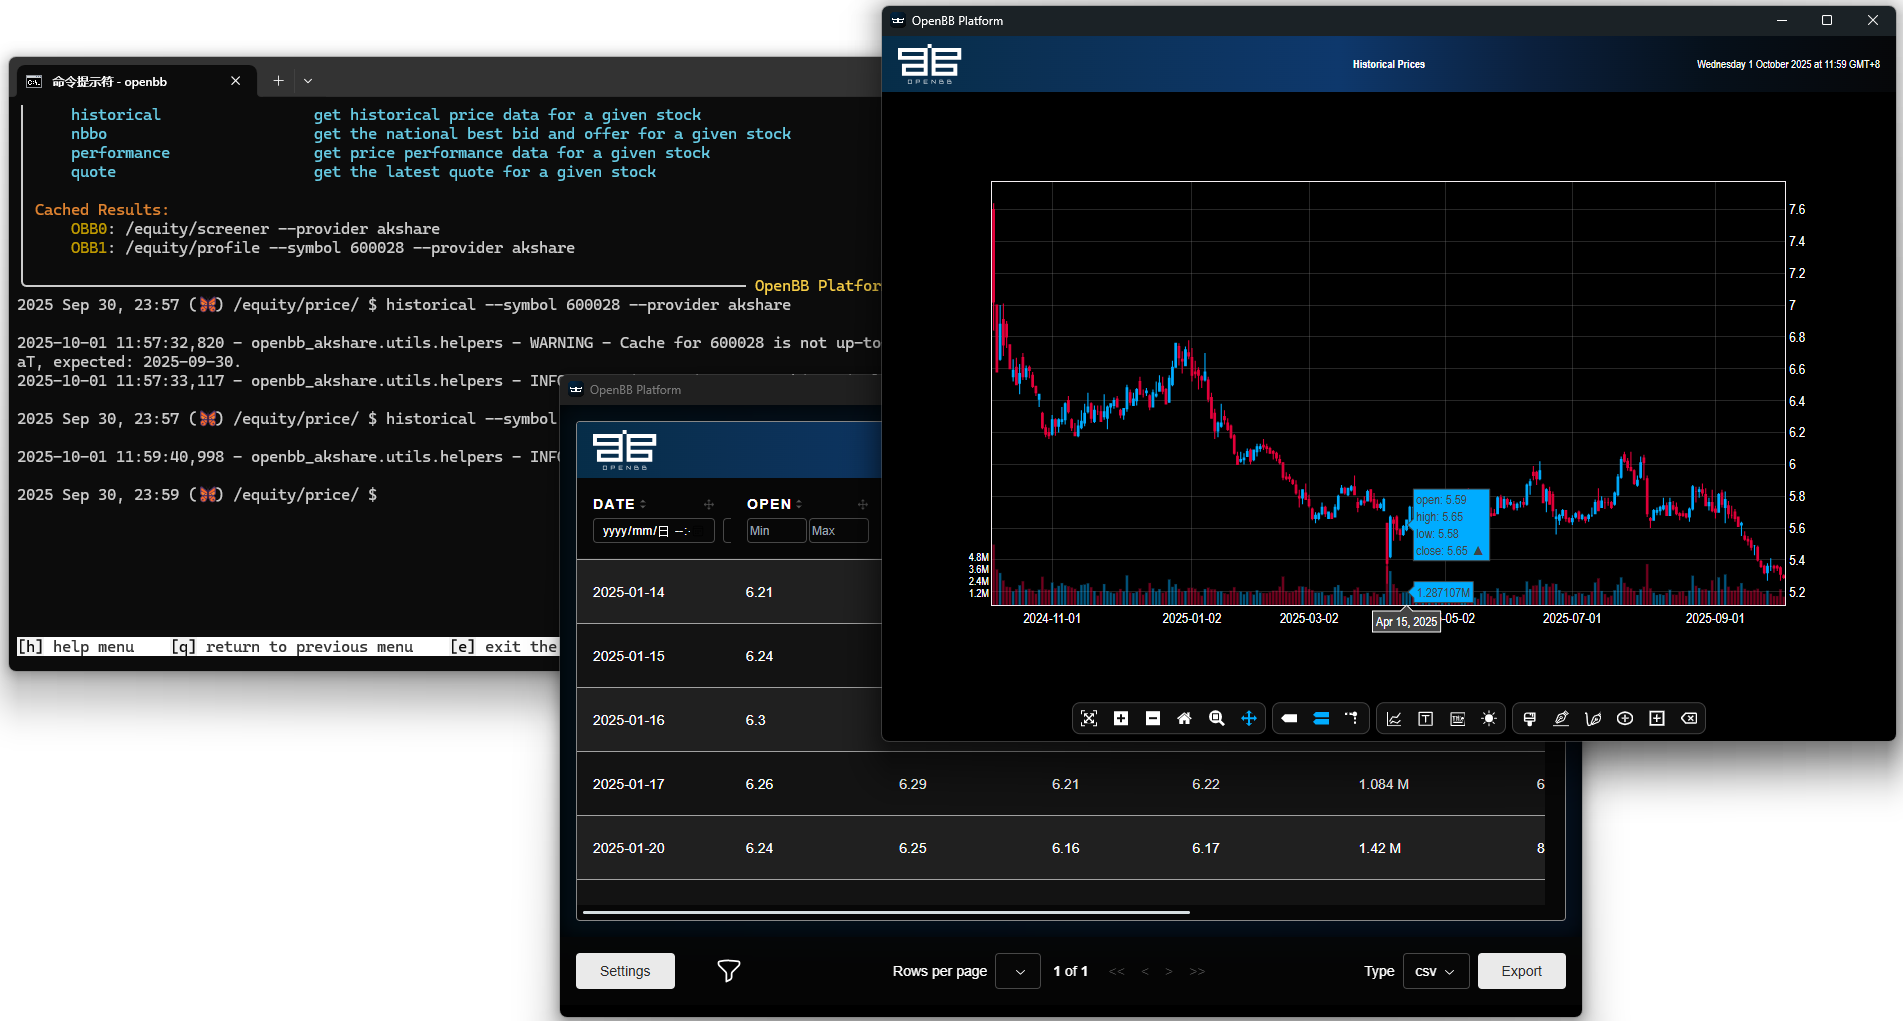 命令提示符 - openbb
historical get historical price data for a given stock
nbbo get the national best bid and offer for a given stock
performance get price performance data for a given stock
quote get the latest quote for a given stock
Cached Results:
OBB0: /equity/screener --provider akshare
OBB1: /equity/profile --symbol 600028 --provider akshare
OpenBB Platfor
2025 Sep 30, 23:57 (🦋) /equity/price/ $ historical --symbol 600028 --provider akshare
2025-10-01 11:57:32,820 - openbb_akshare.utils.helpers - WARNING - Cache for 600028 is not up-to
aT, expected: 2025-09-30.
2025-10-01 11:57:33,117 - openbb_akshare.utils.helpers - INFO
2025 Sep 30, 23:57 (🦋) /equity/price/ $ historical --symbol
2025-10-01 11:59:40,998 - openbb_akshare.utils.helpers - INFO
2025 Sep 30, 23:59 (🦋) /equity/price/ $
[h] help menu [q] return to previous menu [e] exit the
OpenBB Platform
OPENBB
DATE OPEN
yyyy/mm/日 --:- Min Max
2025-01-14 6.21
2025-01-15 6.24
2025-01-16 6.3
2025-01-17 6.26 6.29 6.21 6.22 1.084 M 6
2025-01-20 6.24 6.25 6.16 6.17 1.42 M 8
Settings Rows per page 1 of 1 << < > >> Type csv Export
OpenBB Platform
OPENBB
Historical Prices
Wednesday 1 October 2025 at 11:59 GMT+8
7.6
7.4
7.2
7
6.8
6.6
6.4
6.2
6
5.8
5.6
5.4
5.2
open: 5.59
high: 5.65
low: 5.58
close: 5.65 ▲
4.8M
3.6M
2.4M
1.2M
1.287107M
2024-11-01 2025-01-02 2025-03-02 Apr 15, 2025 -05-02 2025-07-01 2025-09-01